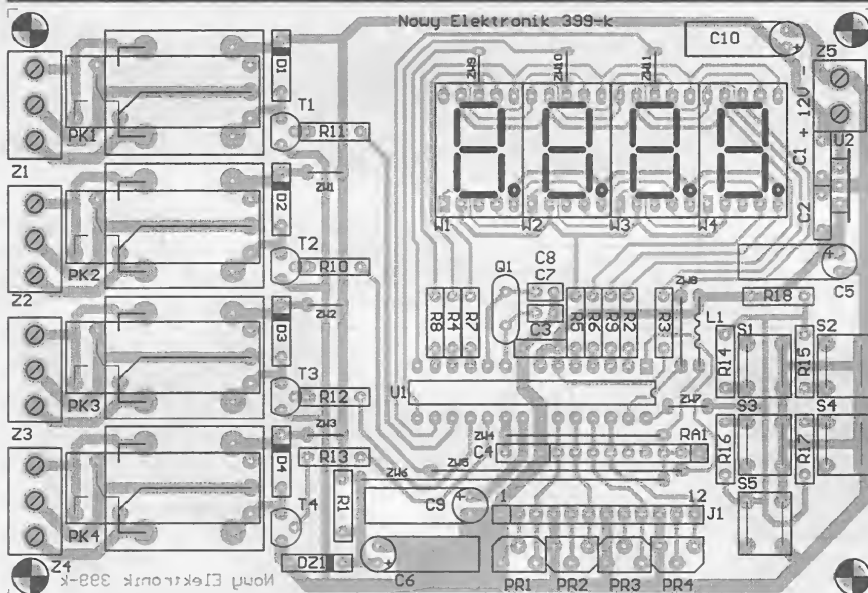 Nowy Elektronik 399-k
C10
Z5
D1
ZW9
ZW10
ZW11
T1
+ 12V -
PK1
R11
C1
U2
Z1
ZW1
D2
C2
W1
W2
W3
W4
T2
PK2
R10
Q1
C8
C7
C5
Z2
ZW2
ZW8
R18
D3
R8
R4
R7
C3
R5
R6
R9
R2
R3
L1
S1
S2
T3
R14
R15
PK3
R12
U1
ZW7
S3
S4
Z3
ZW3
ZW4
RA1
R13
C4
R16
R17
D4
ZW5
ZW6
S5
T4
R1
C9
1
12
J1
PK4
Z4
DZ1
C6
PR1
PR2
PR3
PR4
Nowy Elektronik 399-k